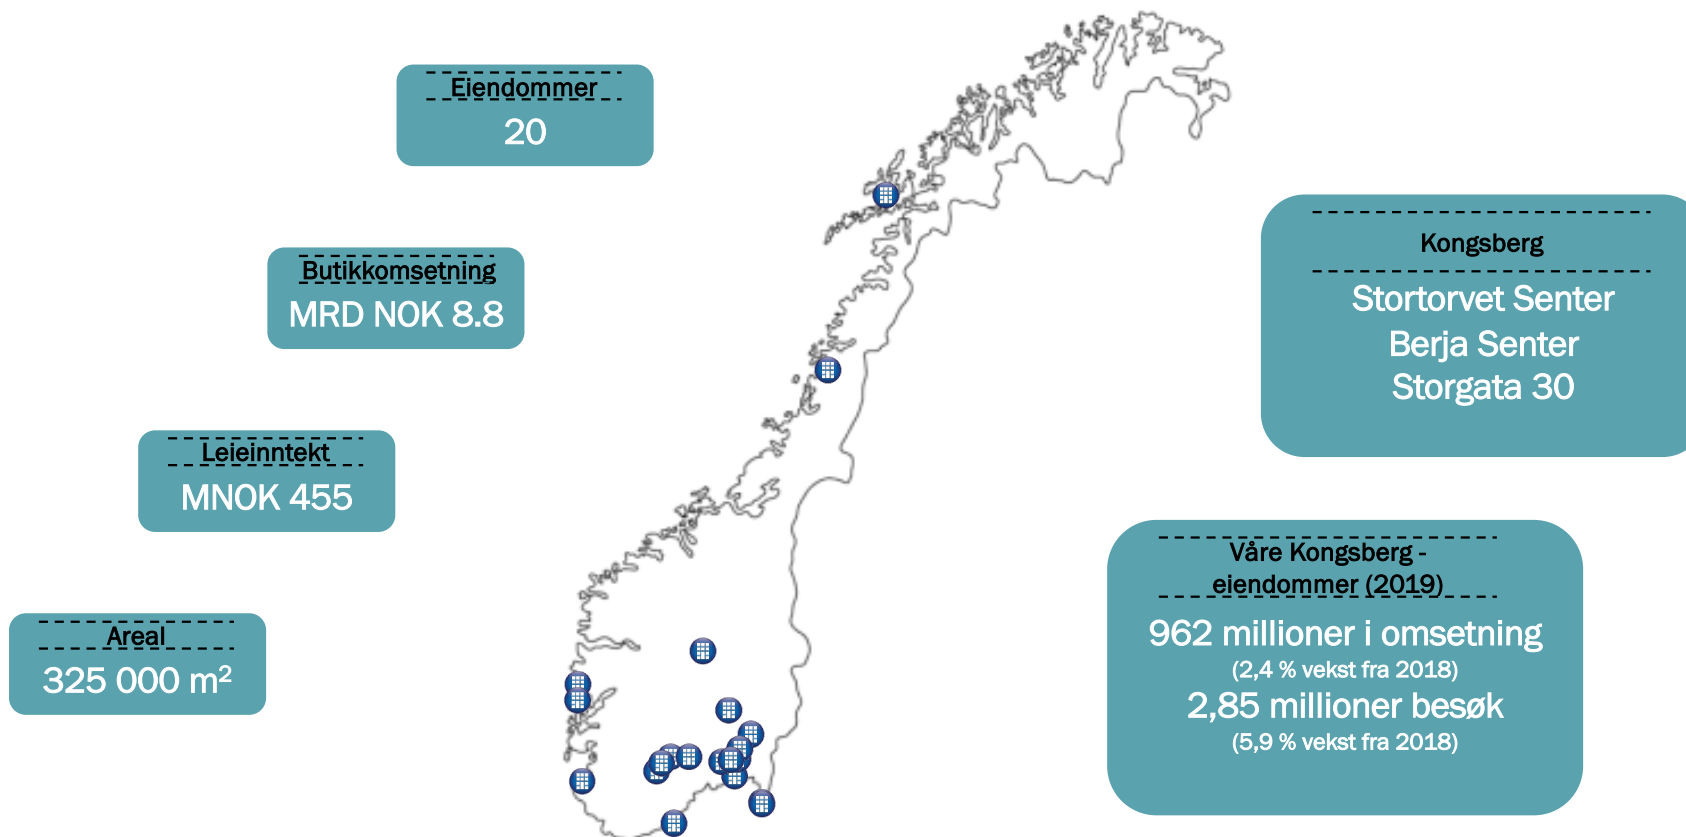 Eiendommer
20
Butikkomsetning
MRD NOK 8.8
Leieinntekt
MNOK 455
Areal
325 000 m²
Kongsberg
Stortorvet Senter
Berja Senter
Storgata 30
Våre Kongsberg -
eiendommer (2019)
962 millioner i omsetning
(2,4 % vekst fra 2018)
2,85 millioner besøk
(5,9 % vekst fra 2018)